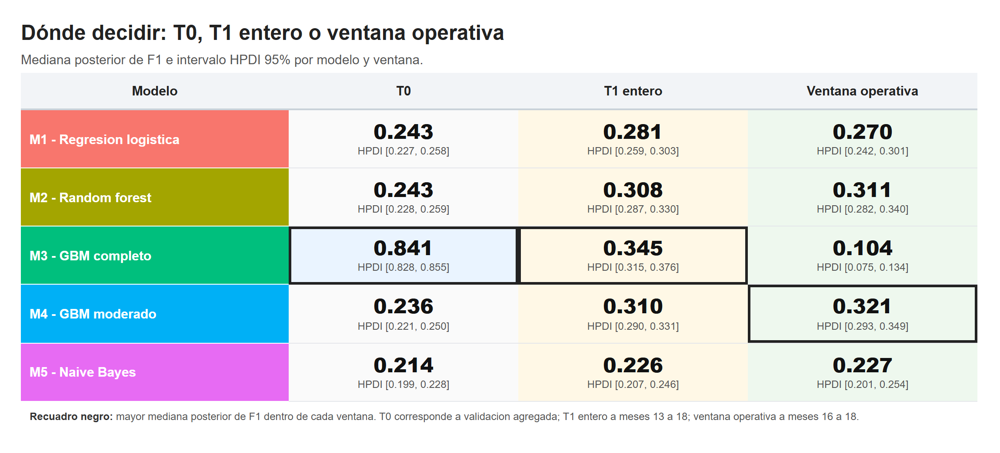 Dónde decidir: T0, T1 entero o ventana operativa
Mediana posterior de F1 e intervalo HPDI 95% por modelo y ventana.
Modelo T0 T1 entero Ventana operativa
M1 - Regresion logistica 0.243 0.281 0.270
HPDI [0.227, 0.258] HPDI [0.259, 0.303] HPDI [0.242, 0.301]
M2 - Random forest 0.243 0.308 0.311
HPDI [0.228, 0.259] HPDI [0.287, 0.330] HPDI [0.282, 0.340]
M3 - GBM completo 0.841 0.345 0.104
HPDI [0.828, 0.855] HPDI [0.315, 0.376] HPDI [0.075, 0.134]
M4 - GBM moderado 0.236 0.310 0.321
HPDI [0.221, 0.250] HPDI [0.290, 0.331] HPDI [0.293, 0.349]
M5 - Naive Bayes 0.214 0.226 0.227
HPDI [0.199, 0.228] HPDI [0.207, 0.246] HPDI [0.201, 0.254]
Recuadro negro: mayor mediana posterior de F1 dentro de cada ventana. T0 corresponde a validacion agregada; T1 entero a meses 13 a 18; ventana operativa a meses 16 a 18.